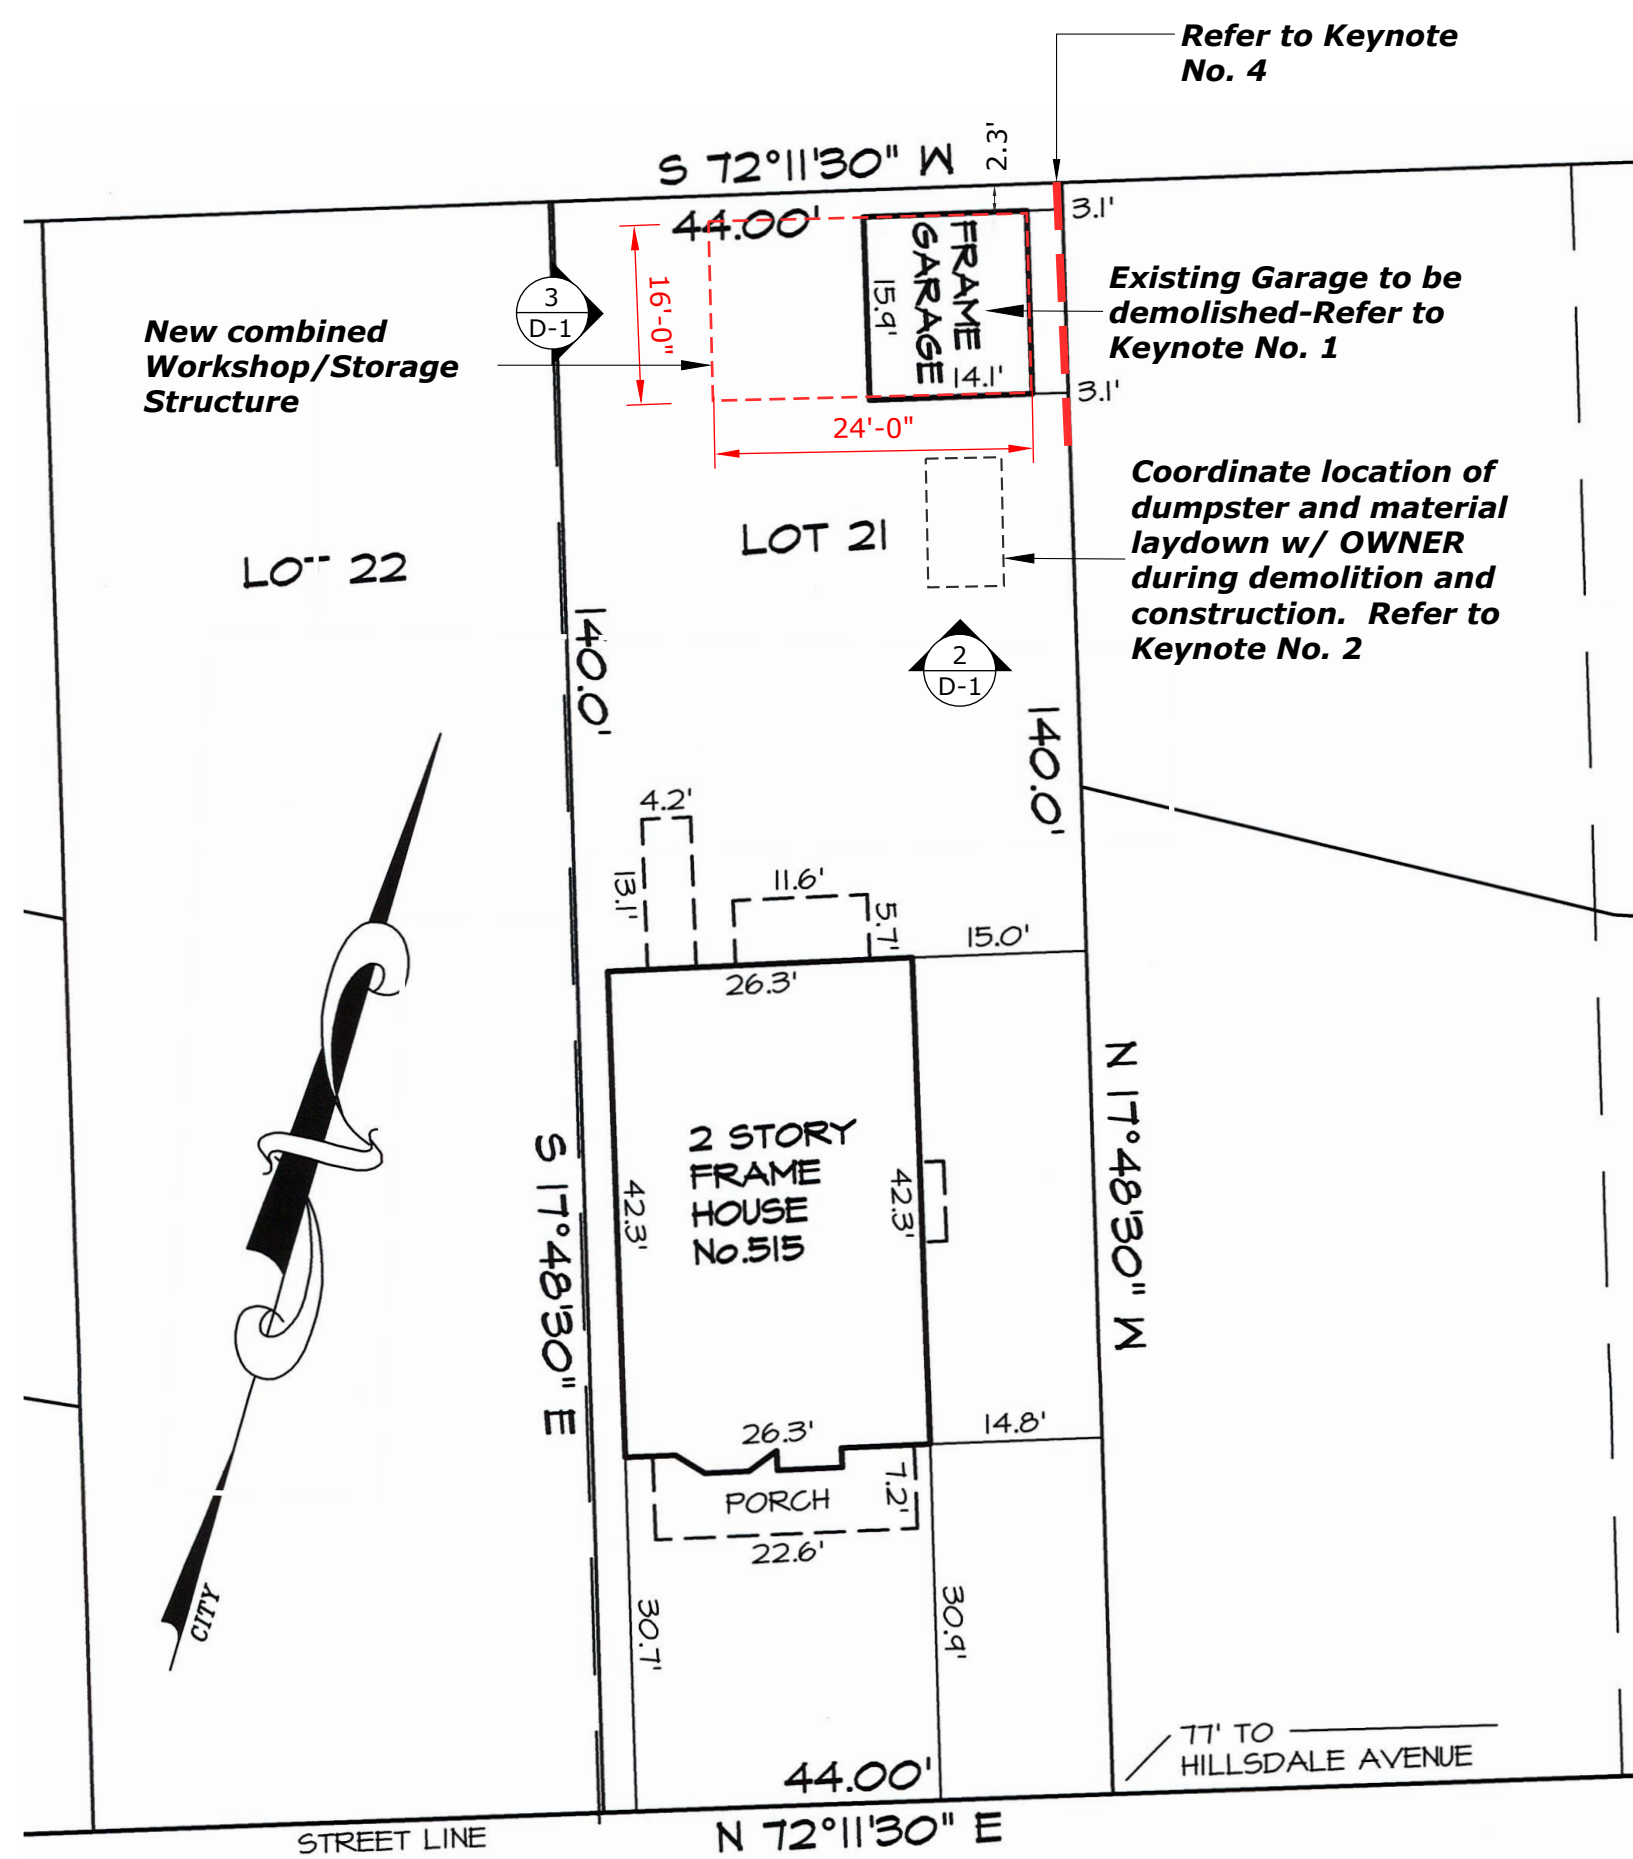 Refer to Keynote
No. 4
S 72°11'30" W
2.3'
44.00'
3.1'
FRAME
GARAGE
15.9'
14.1'
3.1'
16'-0"
24'-0"
3
D-1
New combined
Workshop/Storage
Structure
Existing Garage to be
demolished-Refer to
Keynote No. 1
Coordinate location of
dumpster and material
laydown w/ OWNER
during demolition and
construction.  Refer to
Keynote No. 2
LOT 22
LOT 21
140.0'
2
D-1
140.0'
4.2'
13.1'
11.6'
5.7'
15.0'
26.3'
N 17°48'30" W
S 17°48'30" E
2 STORY
FRAME
HOUSE
No.515
42.3'
42.3'
26.3'
14.8'
PORCH
7.2'
22.6'
30.7'
30.9'
CITY
77' TO
HILLSDALE AVENUE
44.00'
N 72°11'30" E
STREET LINE